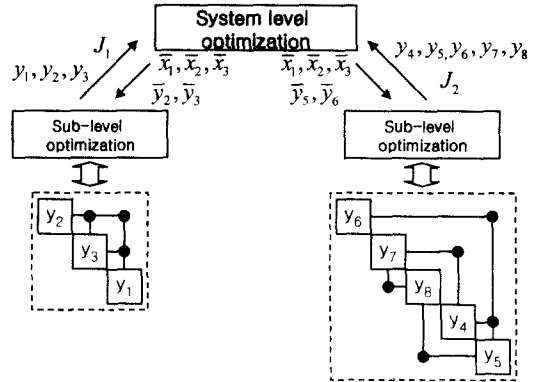 System level
optimization
J₁
y₁, y₂, y₃
x̄₁, x̄₂, x̄₃
ȳ₂, ȳ₃
x̄₁, x̄₂, x̄₃
ȳ₅, ȳ₆
y₄, y₅, y₆, y₇, y₈
J₂
Sub-level
optimization
Sub-level
optimization
y₂
y₃
y₁
y₆
y₇
y₈
y₄
y₅